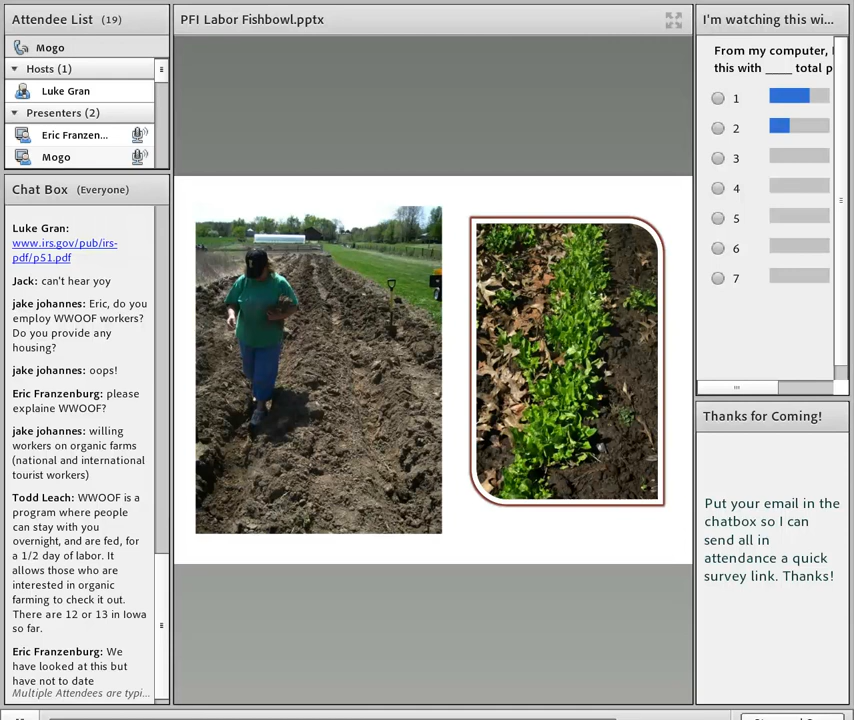 Attendee List (19)
Mogo
Hosts (1)
Luke Gran
Presenters (2)
Eric Franzen...
Mogo
Chat Box (Everyone)
Luke Gran:
www.irs.gov/pub/irs-
pdf/p51.pdf
Jack: can't hear yoy
jake johannes: Eric, do you
employ WWOOF workers?
Do you provide any
housing?
jake johannes: oops!
Eric Franzenburg: please
explaine WWOOF?
jake johannes: willing
workers on organic farms
(national and international
tourist workers)
Todd Leach: WWOOF is a
program where people
can stay with you
overnight, and are fed, for
a 1/2 day of labor. It
allows those who are
interested in organic
farming to check it out.
There are 12 or 13 in Iowa
so far.
Eric Franzenburg: We
have looked at this but
have not to date
Multiple Attendees are typi...
PFI Labor Fishbowl.pptx
I'm watching this wi...
From my computer, I
this with ____ total p
1
2
3
4
5
6
7
Thanks for Coming!
Put your email in the
chatbox so I can
send all in
attendance a quick
survey link. Thanks!